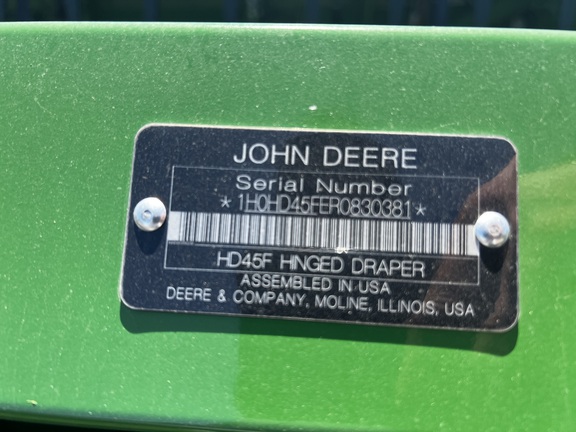 JOHN DEERE
Serial Number
*1H0HD45FER0830381*
HD45F HINGED DRAPER
ASSEMBLED IN USA
DEERE & COMPANY, MOLINE, ILLINOIS, USA